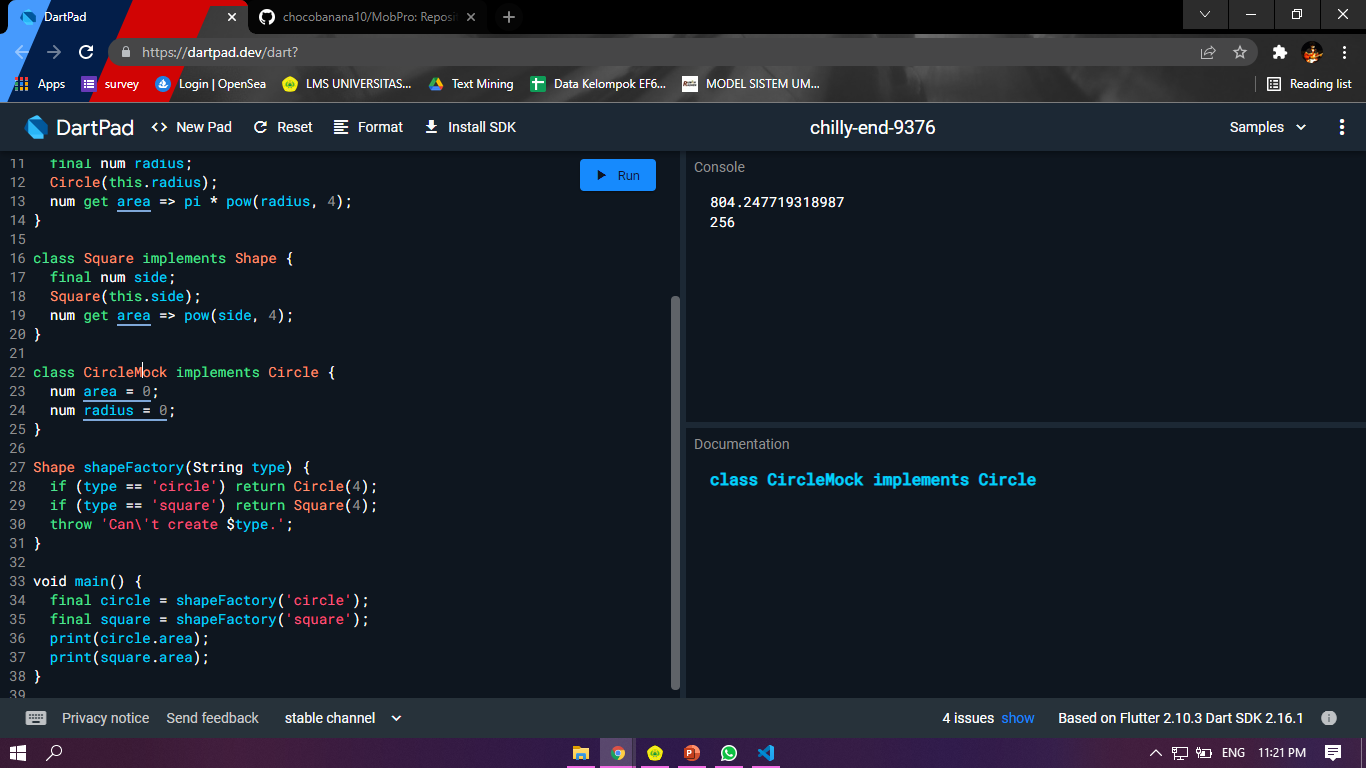 DartPad
chocobanana10/MobPro: Reposit
https://dartpad.dev/dart?
Apps survey Login | OpenSea LMS UNIVERSITAS... Text Mining Data Kelompok EF6... MODEL SISTEM UM... Reading list
DartPad <> New Pad Reset Format Install SDK chilly-end-9376 Samples
11 final num radius;
12 Circle(this.radius);
13 num get area => pi * pow(radius, 4);
14 }
15
16 class Square implements Shape {
17 final num side;
18 Square(this.side);
19 num get area => pow(side, 4);
20 }
21
22 class CircleMock implements Circle {
23 num area = 0;
24 num radius = 0;
25 }
26
27 Shape shapeFactory(String type) {
28 if (type == 'circle') return Circle(4);
29 if (type == 'square') return Square(4);
30 throw 'Can\'t create $type.';
31 }
32
33 void main() {
34 final circle = shapeFactory('circle');
35 final square = shapeFactory('square');
36 print(circle.area);
37 print(square.area);
38 }
39
Run
Console
804.247719318987
256
Documentation
class CircleMock implements Circle
Privacy notice Send feedback stable channel 4 issues show Based on Flutter 2.10.3 Dart SDK 2.16.1
ENG 11:21 PM